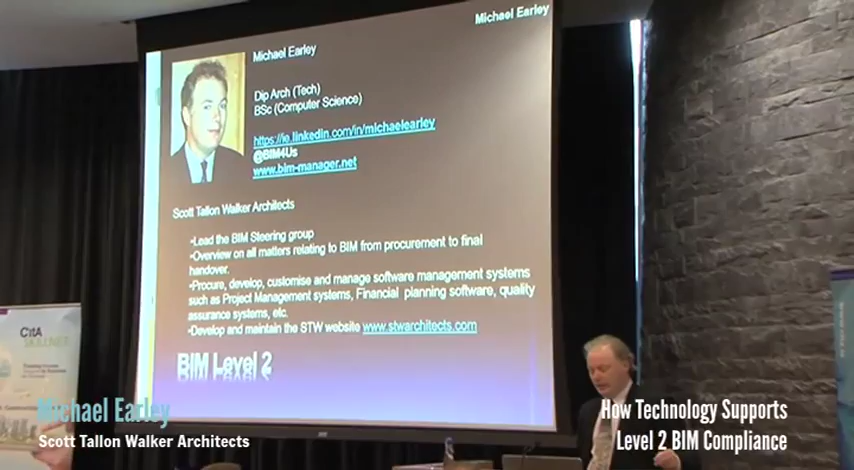 Michael Earley
Michael Earley
Dip Arch (Tech)
BSc (Computer Science)
https://ie.linkedin.com/in/michaelearley
@BIM4Us
www.bim-manager.net
Scott Tallon Walker Architects
•Lead the BIM Steering group
•Overview on all matters relating to BIM from procurement to final
handover.
•Procure, develop, customise and manage software management systems
such as Project Management systems, Financial planning software, quality
assurance systems, etc.
•Develop and maintain the STW website www.stwarchitects.com
BIM Level 2
CitA
SKILLNET
Michael Earley
Scott Tallon Walker Architects
How Technology Supports
Level 2 BIM Compliance